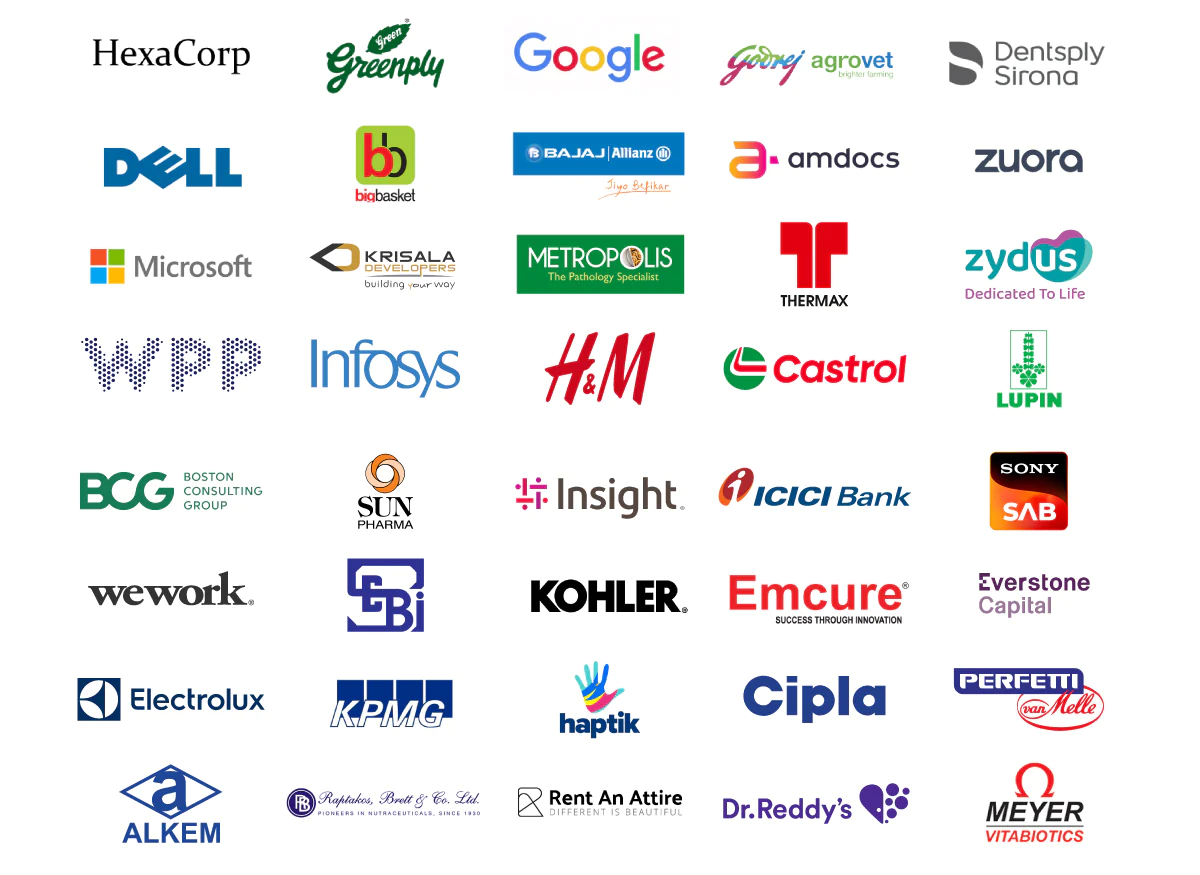 HexaCorp
Green
Greenply
Google
Godrej agrovet
brighter farming
Dentsply
Sirona
DELL
bb
bigbasket
B BAJAJ | Allianz
Jiyo Befikar
a amdocs
zuora
Microsoft
KRISALA
DEVELOPERS
building your way
METROPOLIS
The Pathology Specialist
T
THERMAX
zydus
Dedicated To Life
WPP
Infosys
H&M
Castrol
LUPIN
BCG BOSTON
CONSULTING
GROUP
SUN
PHARMA
Insight®
i ICICI Bank
SONY
SAB
wework®
SEBi
KOHLER®
Emcure®
SUCCESS THROUGH INNOVATION
Everstone
Capital
Electrolux
KPMG
haptik
Cipla
PERFETTI
van Melle
a
ALKEM
RB Raptakos, Brett & Co. Ltd.
PIONEERS IN NUTRACEUTICALS, SINCE 1930
R Rent An Attire
DIFFERENT IS BEAUTIFUL
Dr.Reddy's
Ω
MEYER
VITABIOTICS